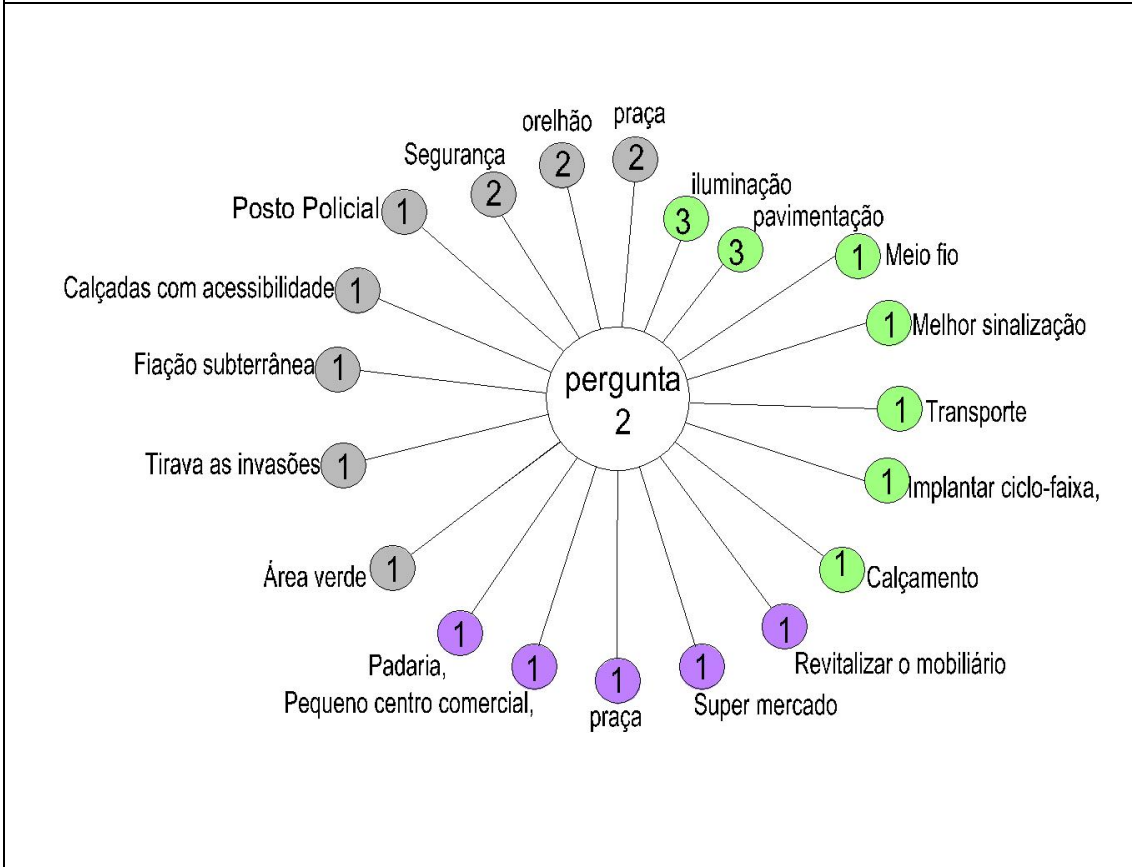 praça
2
orelhão
2
Segurança
2
Posto Policial
1
Calçadas com acessibilidade
1
Fiação subterrânea
1
Tirava as invasões
1
Área verde
1
iluminação
3
pavimentação
3
1
Meio fio
1
Melhor sinalização
1
Transporte
1
Implantar ciclo-faixa,
1
Calçamento
pergunta
2
1
Padaria,
1
Pequeno centro comercial,
1
praça
1
Super mercado
1
Revitalizar o mobiliário